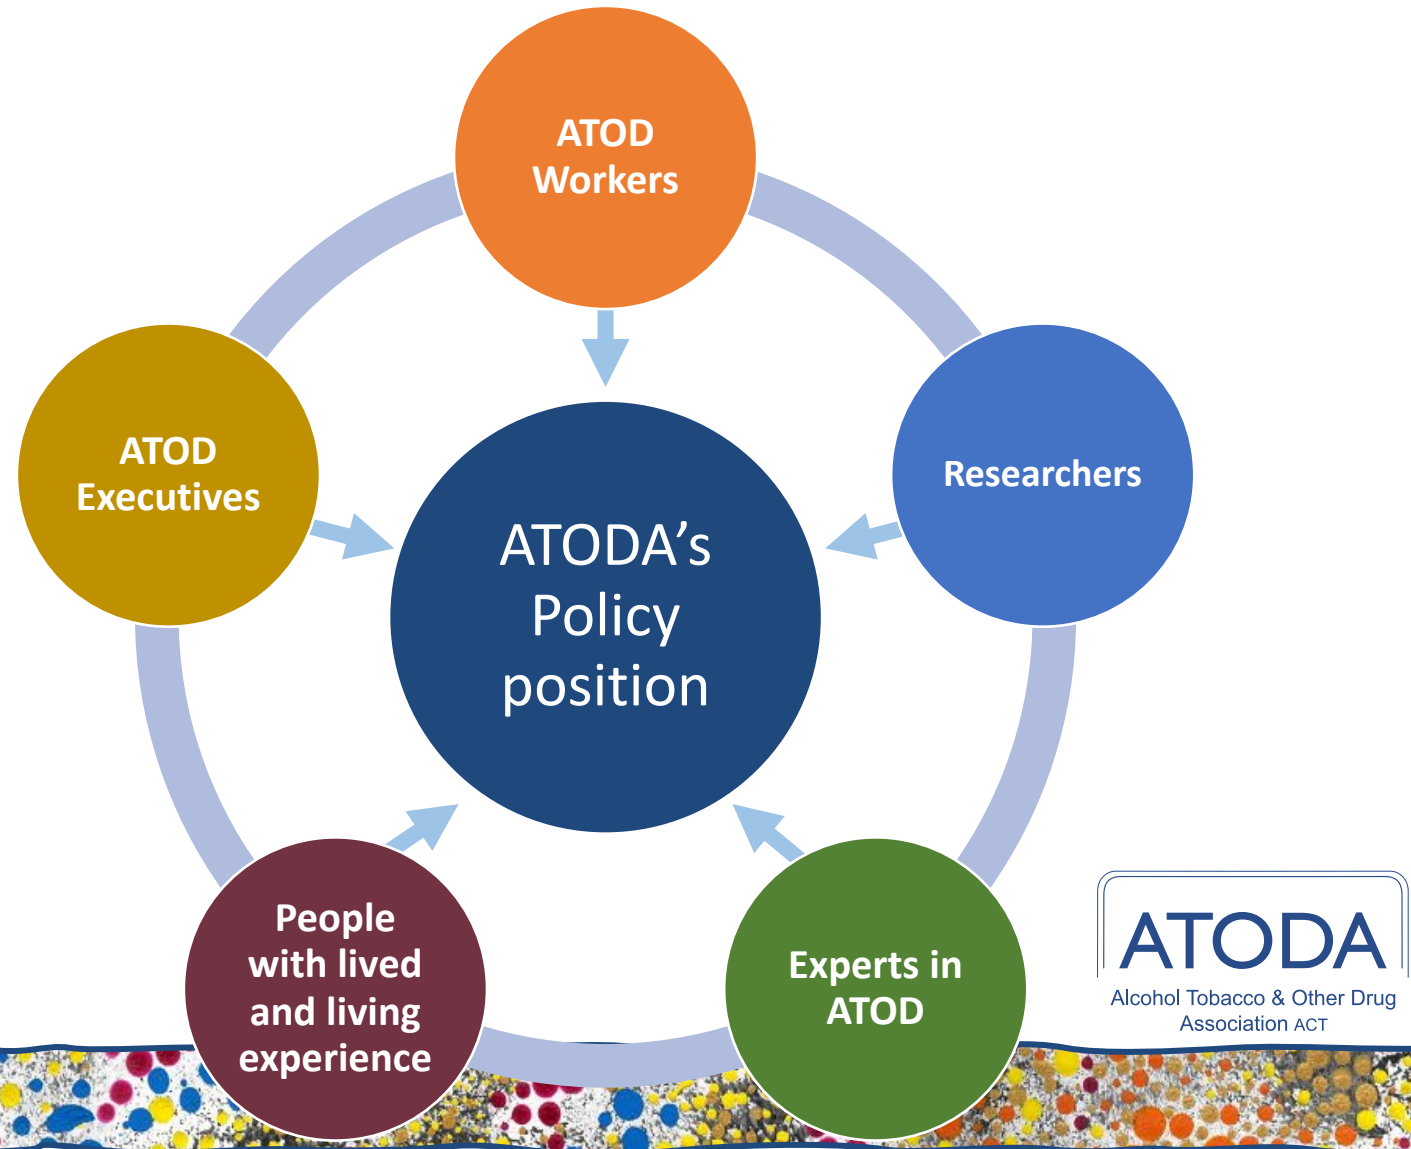 ATOD
Workers
ATOD
Executives
Researchers
ATODA’s
Policy
position
People
with lived
and living
experience
Experts in
ATOD
ATODA
Alcohol Tobacco & Other Drug
Association ACT